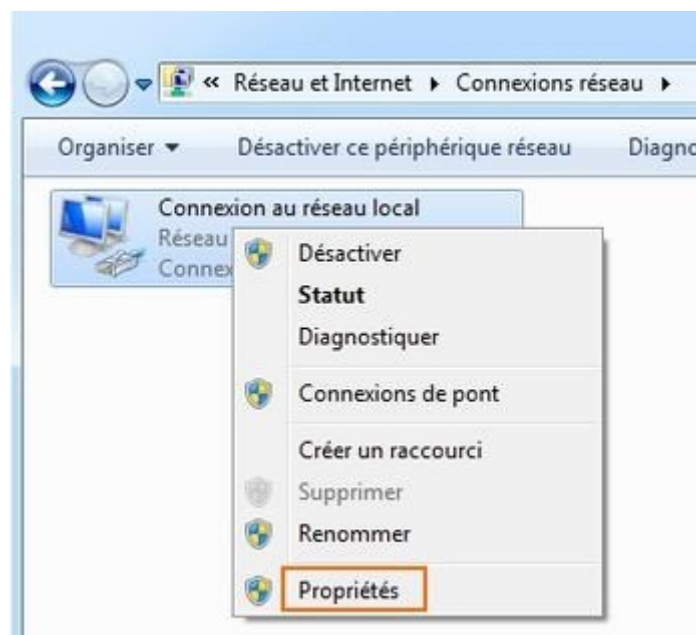 « Réseau et Internet ▸ Connexions réseau ▸
Organiser ▾ Désactiver ce périphérique réseau Diagno
Connexion au réseau local
Réseau
Connex
Désactiver
Statut
Diagnostiquer
Connexions de pont
Créer un raccourci
Supprimer
Renommer
Propriétés